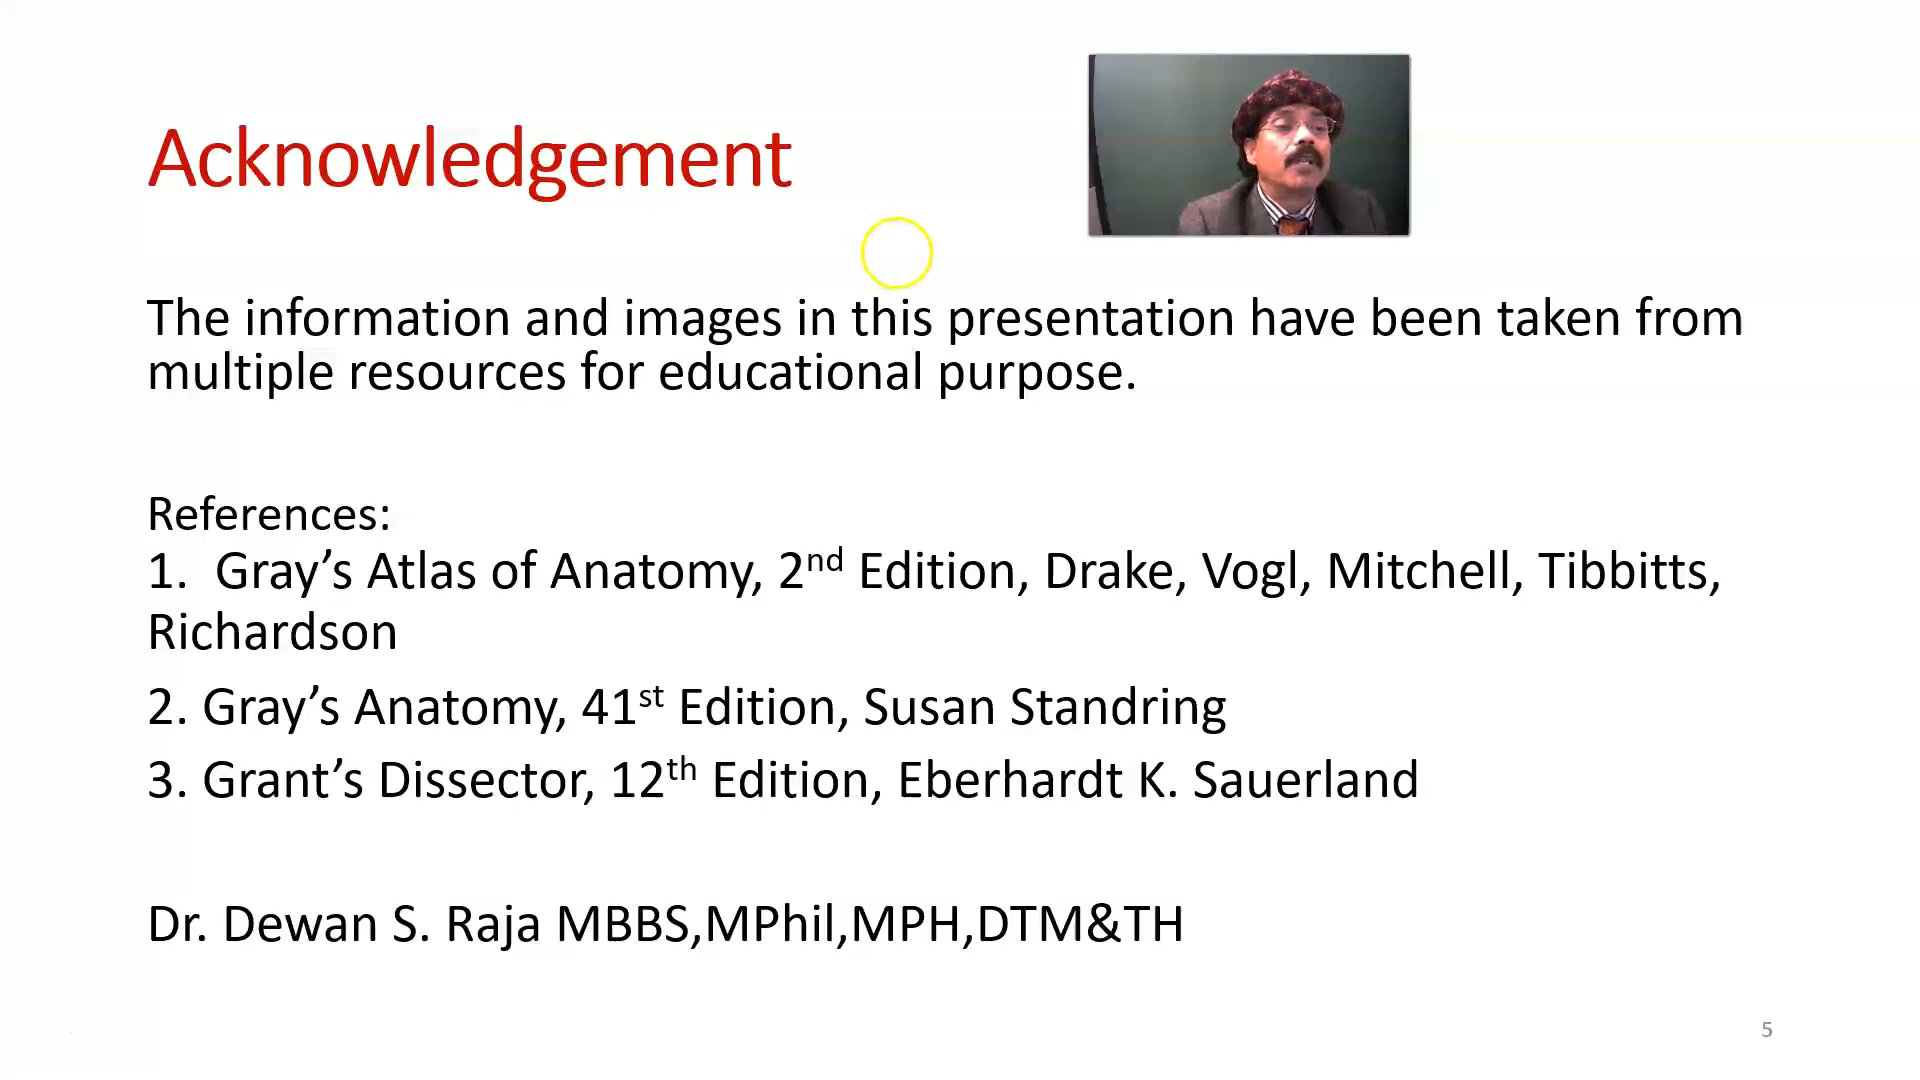 Acknowledgement
The information and images in this presentation have been taken from
multiple resources for educational purpose.
References:
1.  Gray’s Atlas of Anatomy, 2nd Edition, Drake, Vogl, Mitchell, Tibbitts,
Richardson
2. Gray’s Anatomy, 41st Edition, Susan Standring
3. Grant’s Dissector, 12th Edition, Eberhardt K. Sauerland
Dr. Dewan S. Raja MBBS,MPhil,MPH,DTM&TH
5